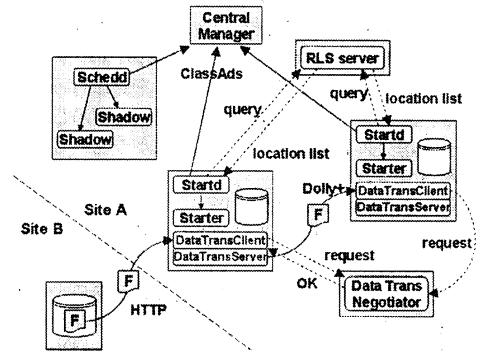 Central
Manager
Schedd
ClassAds
RLS server
Shadow
Shadow
query
query
location list
Startd
location list
Starter
Startd
Dolly+
DataTransClient
Starter
F
DataTransServer
Site A
Site B
DataTransClient
DataTransServer
request
request
F
OK
Data Trans
Negotiator
F
HTTP